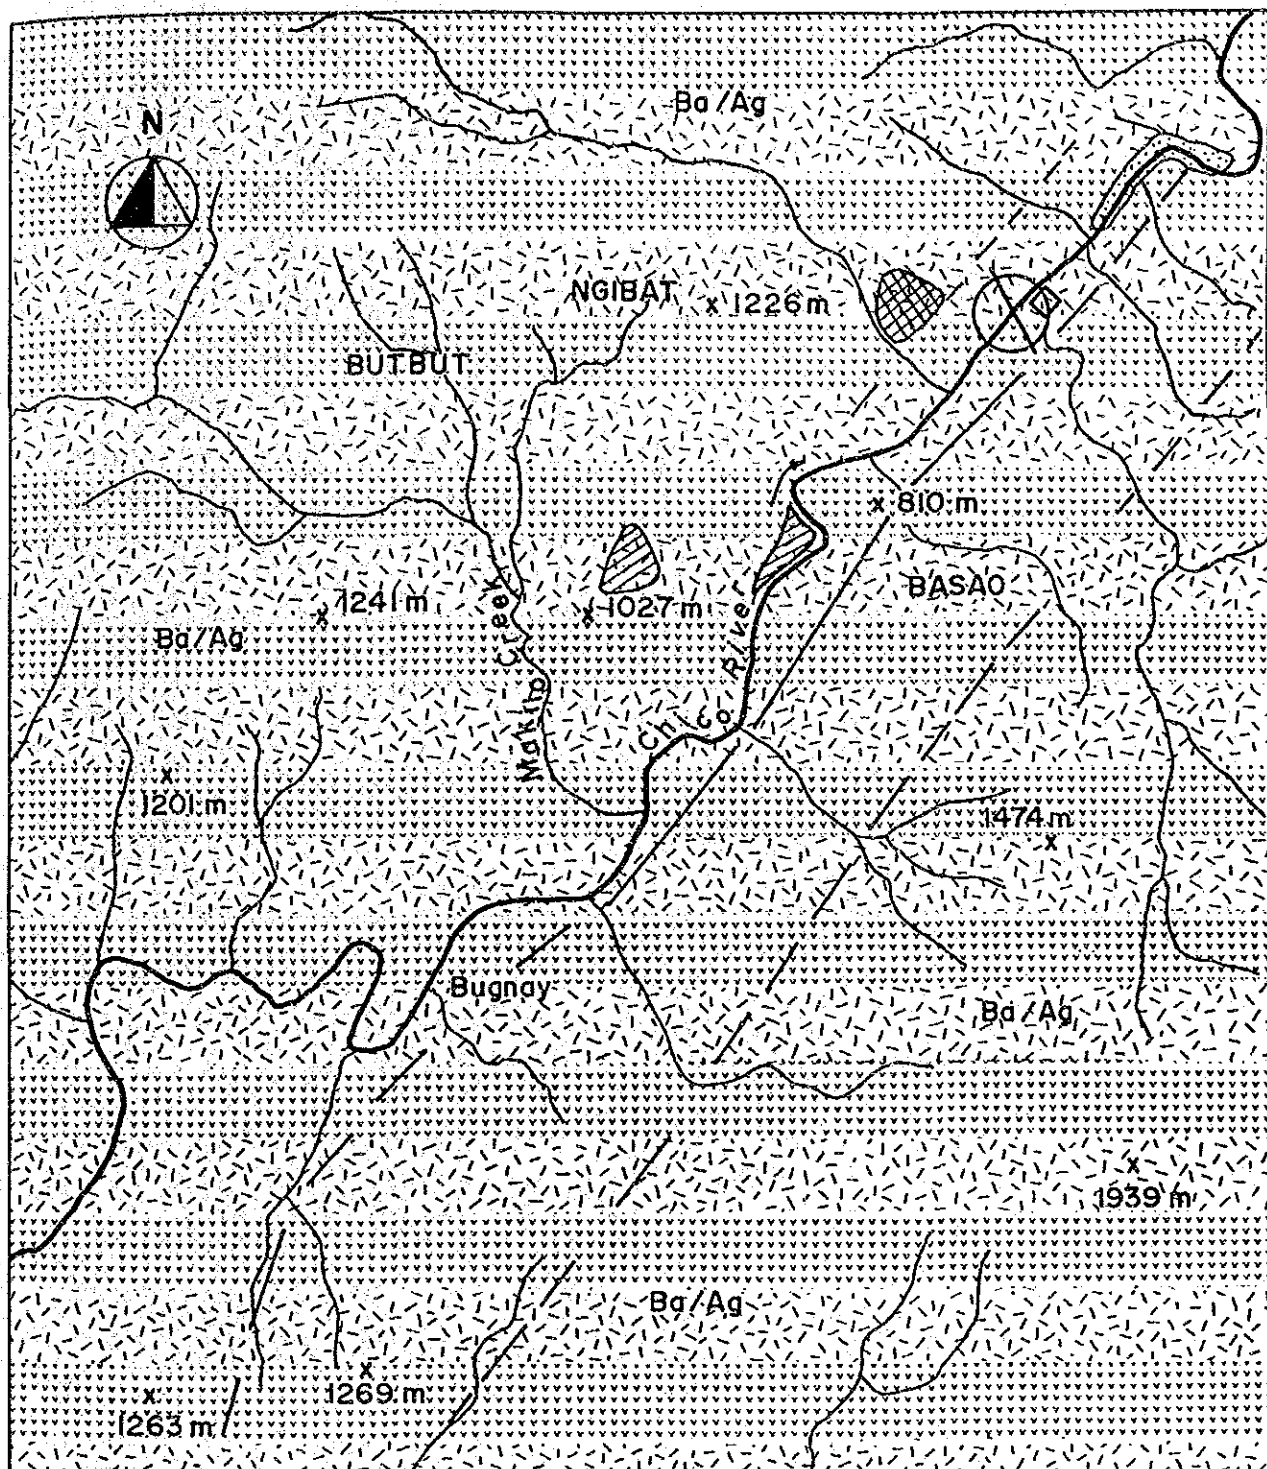 Ba/Ag
N
NGIBAT
x 1226 m
BUTBUT
x 810 m
BASAO
1241 m
x
1027 m
x
Ba/Ag
Makilo Creek
Chico River
x
1201 m
1474 m
x
Bugnay
Ba/Ag
x
1939 m
Ba/Ag
x
1269 m
x
1263 m